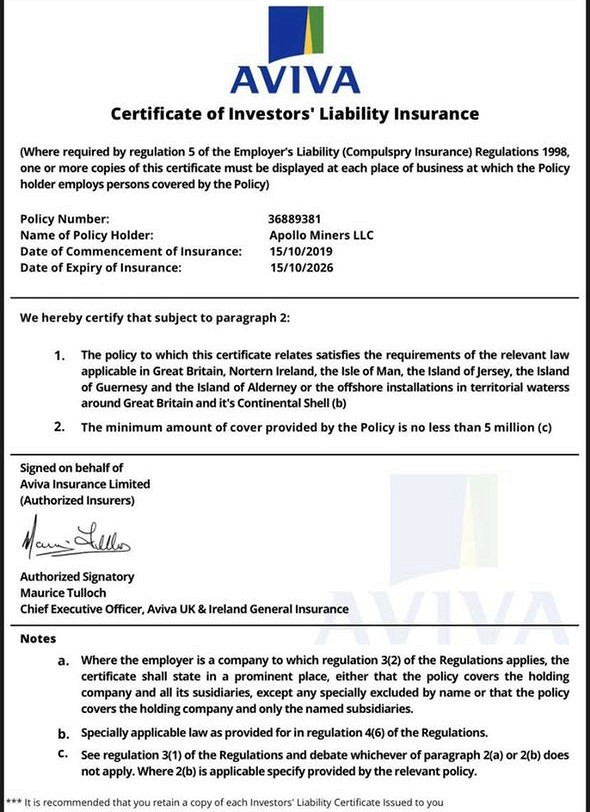 AVIVA
Certificate of Investors' Liability Insurance
(Where required by regulation 5 of the Employer's Liability (Compulspry Insurance) Regulations 1998,
one or more copies of this certificate must be displayed at each place of business at which the Policy
holder employs persons covered by the Policy)
Policy Number: 36889381
Name of Policy Holder: Apollo Miners LLC
Date of Commencement of Insurance: 15/10/2019
Date of Expiry of Insurance: 15/10/2026
We hereby certify that subject to paragraph 2:
1. The policy to which this certificate relates satisfies the requirements of the relevant law
applicable in Great Britain, Nortern Ireland, the Isle of Man, the Island of Jersey, the Island
of Guernesy and the Island of Alderney or the offshore installations in territorial waterss
around Great Britain and it's Continental Shell (b)
2. The minimum amount of cover provided by the Policy is no less than 5 million (c)
Signed on behalf of
Aviva Insurance Limited
(Authorized Insurers)
Authorized Signatory
Maurice Tulloch
Chief Executive Officer, Aviva UK & Ireland General Insurance
AVIVA
Notes
a. Where the employer is a company to which regulation 3(2) of the Regulations applies, the
certificate shall state in a prominent place, either that the policy covers the holding
company and all its susidiaries, except any specially excluded by name or that the policy
covers the holding company and only the named subsidiaries.
b. Specially applicable law as provided for in regulation 4(6) of the Regulations.
c. See regulation 3(1) of the Regulations and debate whichever of paragraph 2(a) or 2(b) does
not apply. Where 2(b) is applicable specify provided by the relevant policy.
*** It is recommended that you retain a copy of each Investors' Liability Certificate Issued to you